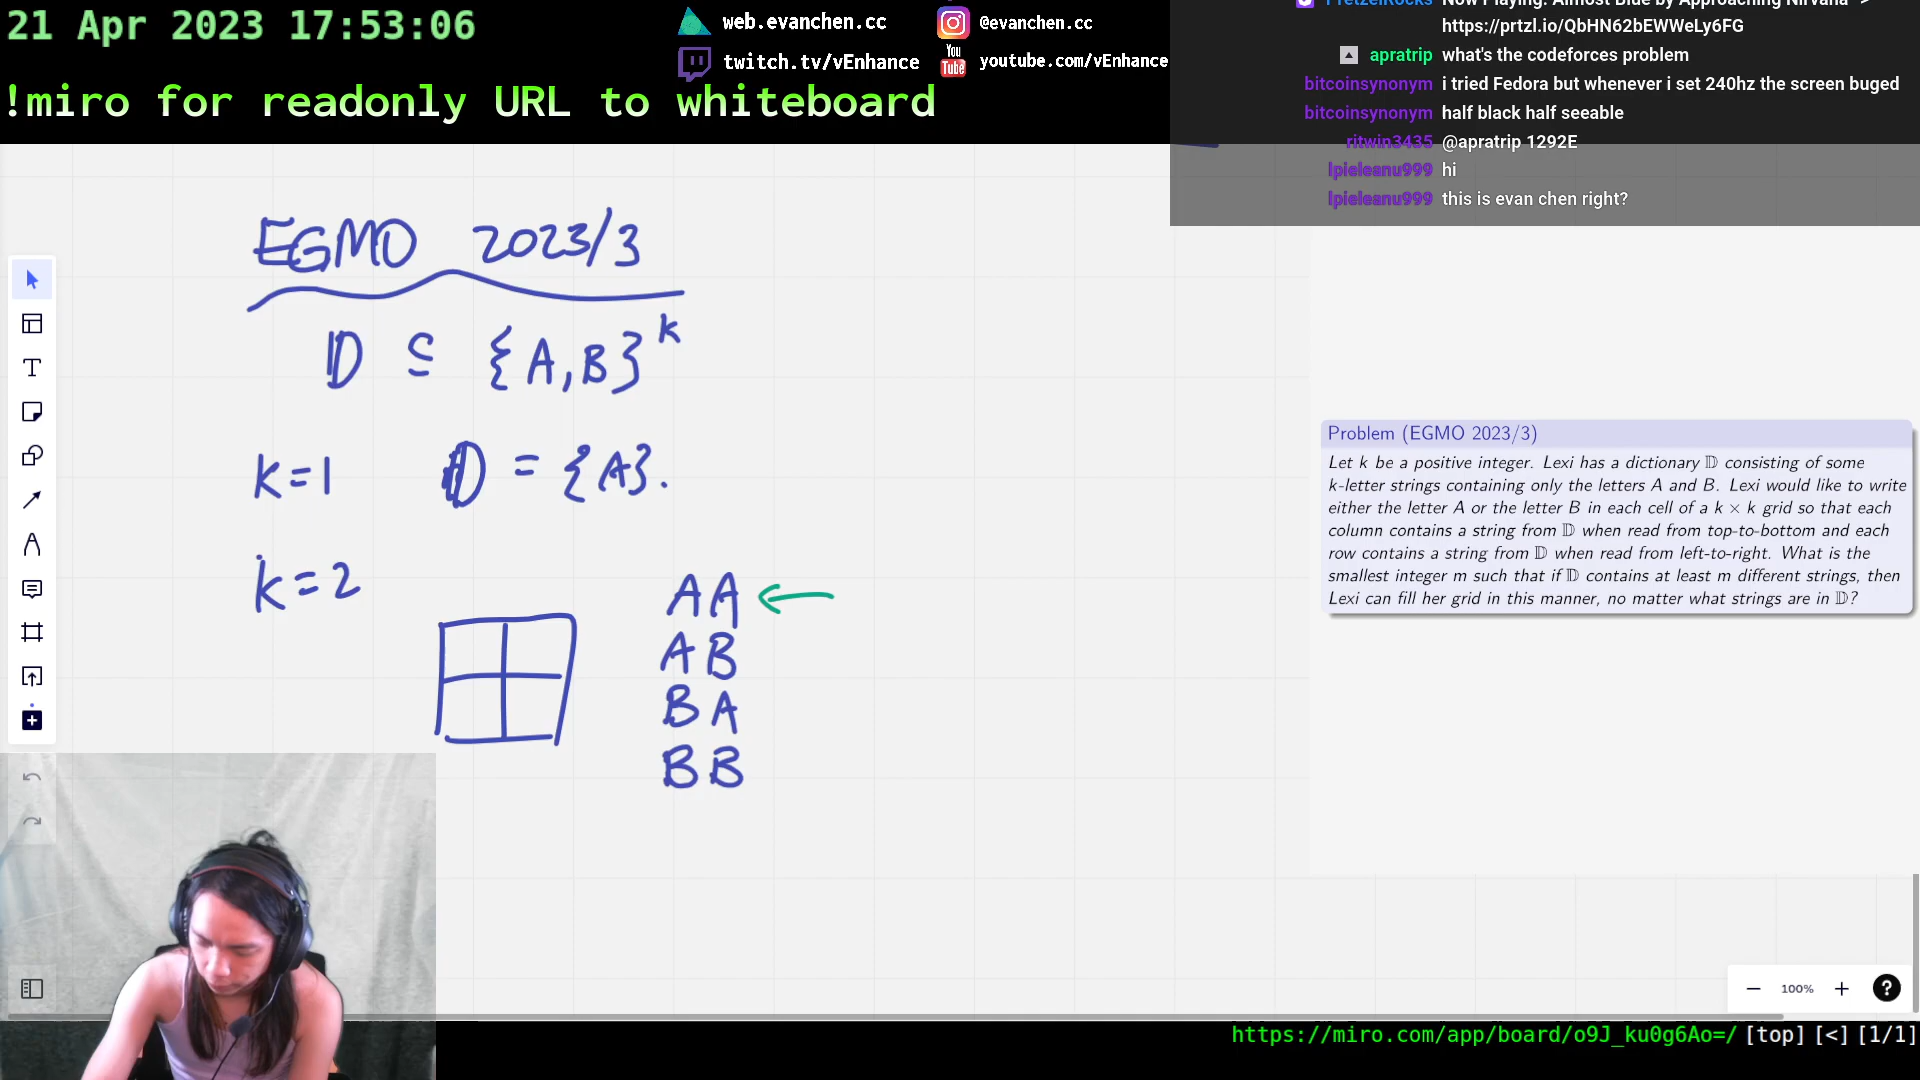 21 Apr 2023 17:53:06
!miro for readonly URL to whiteboard
web.evanchen.cc
@evanchen.cc
twitch.tv/vEnhance
You
Tube
youtube.com/vEnhance
PretzelRocks Now Playing: Almost Blue by Approaching Nirvana ->
https://prtzl.io/QbHN62bEWWeLy6FG
apratrip what's the codeforces problem
bitcoinsynonym i tried Fedora but whenever i set 240hz the screen buged
bitcoinsynonym half black half seeable
ritwin3435 @apratrip 1292E
lpieleanu999 hi
lpieleanu999 this is evan chen right?
EGMO 2023/3
𝔻 ⊆ {A,B}^k
k=1 𝔻 = {A}.
k=2
AA ←
AB
BA
BB
Problem (EGMO 2023/3)
Let k be a positive integer. Lexi has a dictionary 𝔻 consisting of some
k-letter strings containing only the letters A and B. Lexi would like to write
either the letter A or the letter B in each cell of a k × k grid so that each
column contains a string from 𝔻 when read from top-to-bottom and each
row contains a string from 𝔻 when read from left-to-right. What is the
smallest integer m such that if 𝔻 contains at least m different strings, then
Lexi can fill her grid in this manner, no matter what strings are in 𝔻?
100%
https://miro.com/app/board/o9J_ku0g6Ao=/ [top] [<] [1/1]